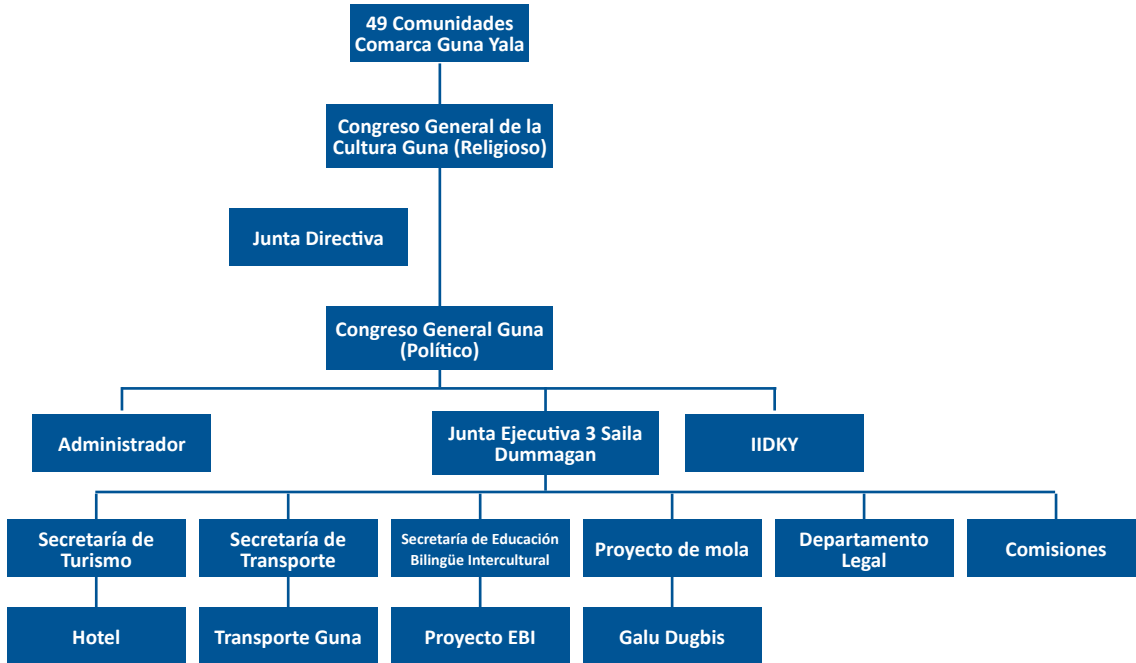 49 Comunidades
Comarca Guna Yala
Congreso General de la
Cultura Guna (Religioso)
Junta Directiva
Congreso General Guna
(Político)
Administrador
Junta Ejecutiva 3 Saila
Dummagan
IIDKY
Secretaría de
Turismo
Secretaría de
Transporte
Secretaría de Educación
Bilingüe Intercultural
Proyecto de mola
Departamento
Legal
Comisiones
Hotel
Transporte Guna
Proyecto EBI
Galu Dugbis